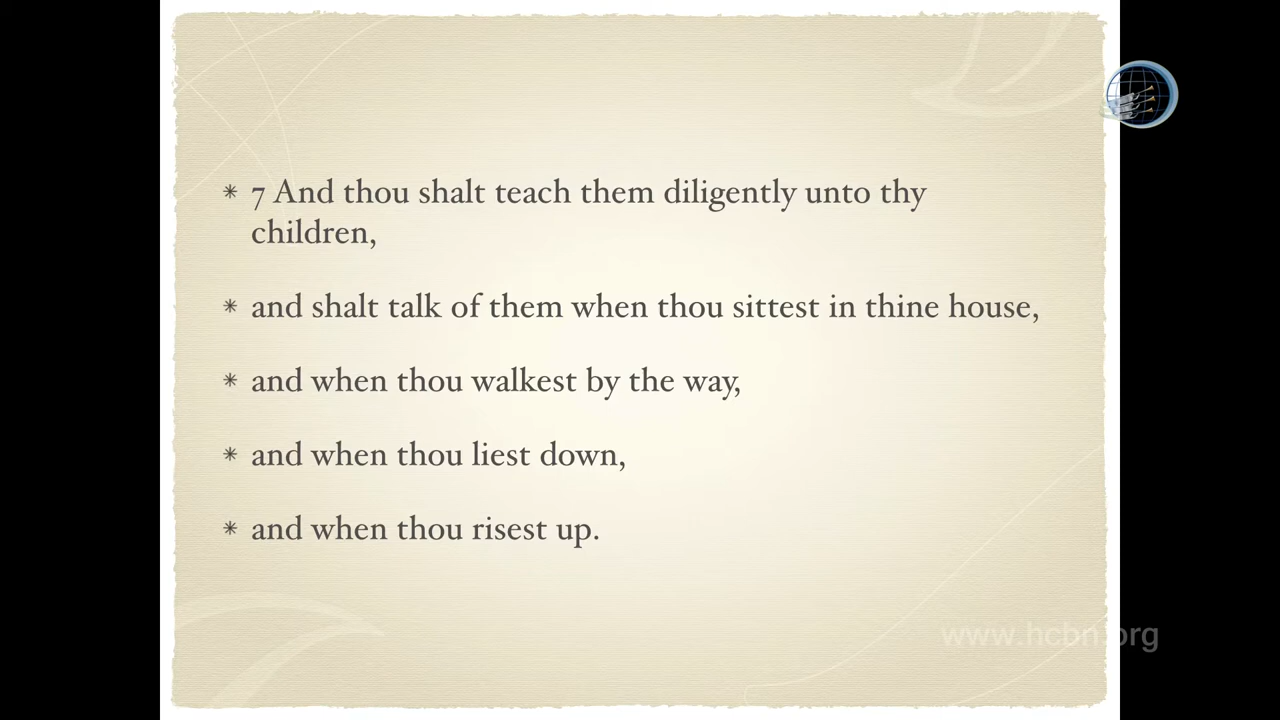 * 7 And thou shalt teach them diligently unto thy
children,
* and shalt talk of them when thou sittest in thine house,
* and when thou walkest by the way,
* and when thou liest down,
* and when thou risest up.
www.hcbn.org